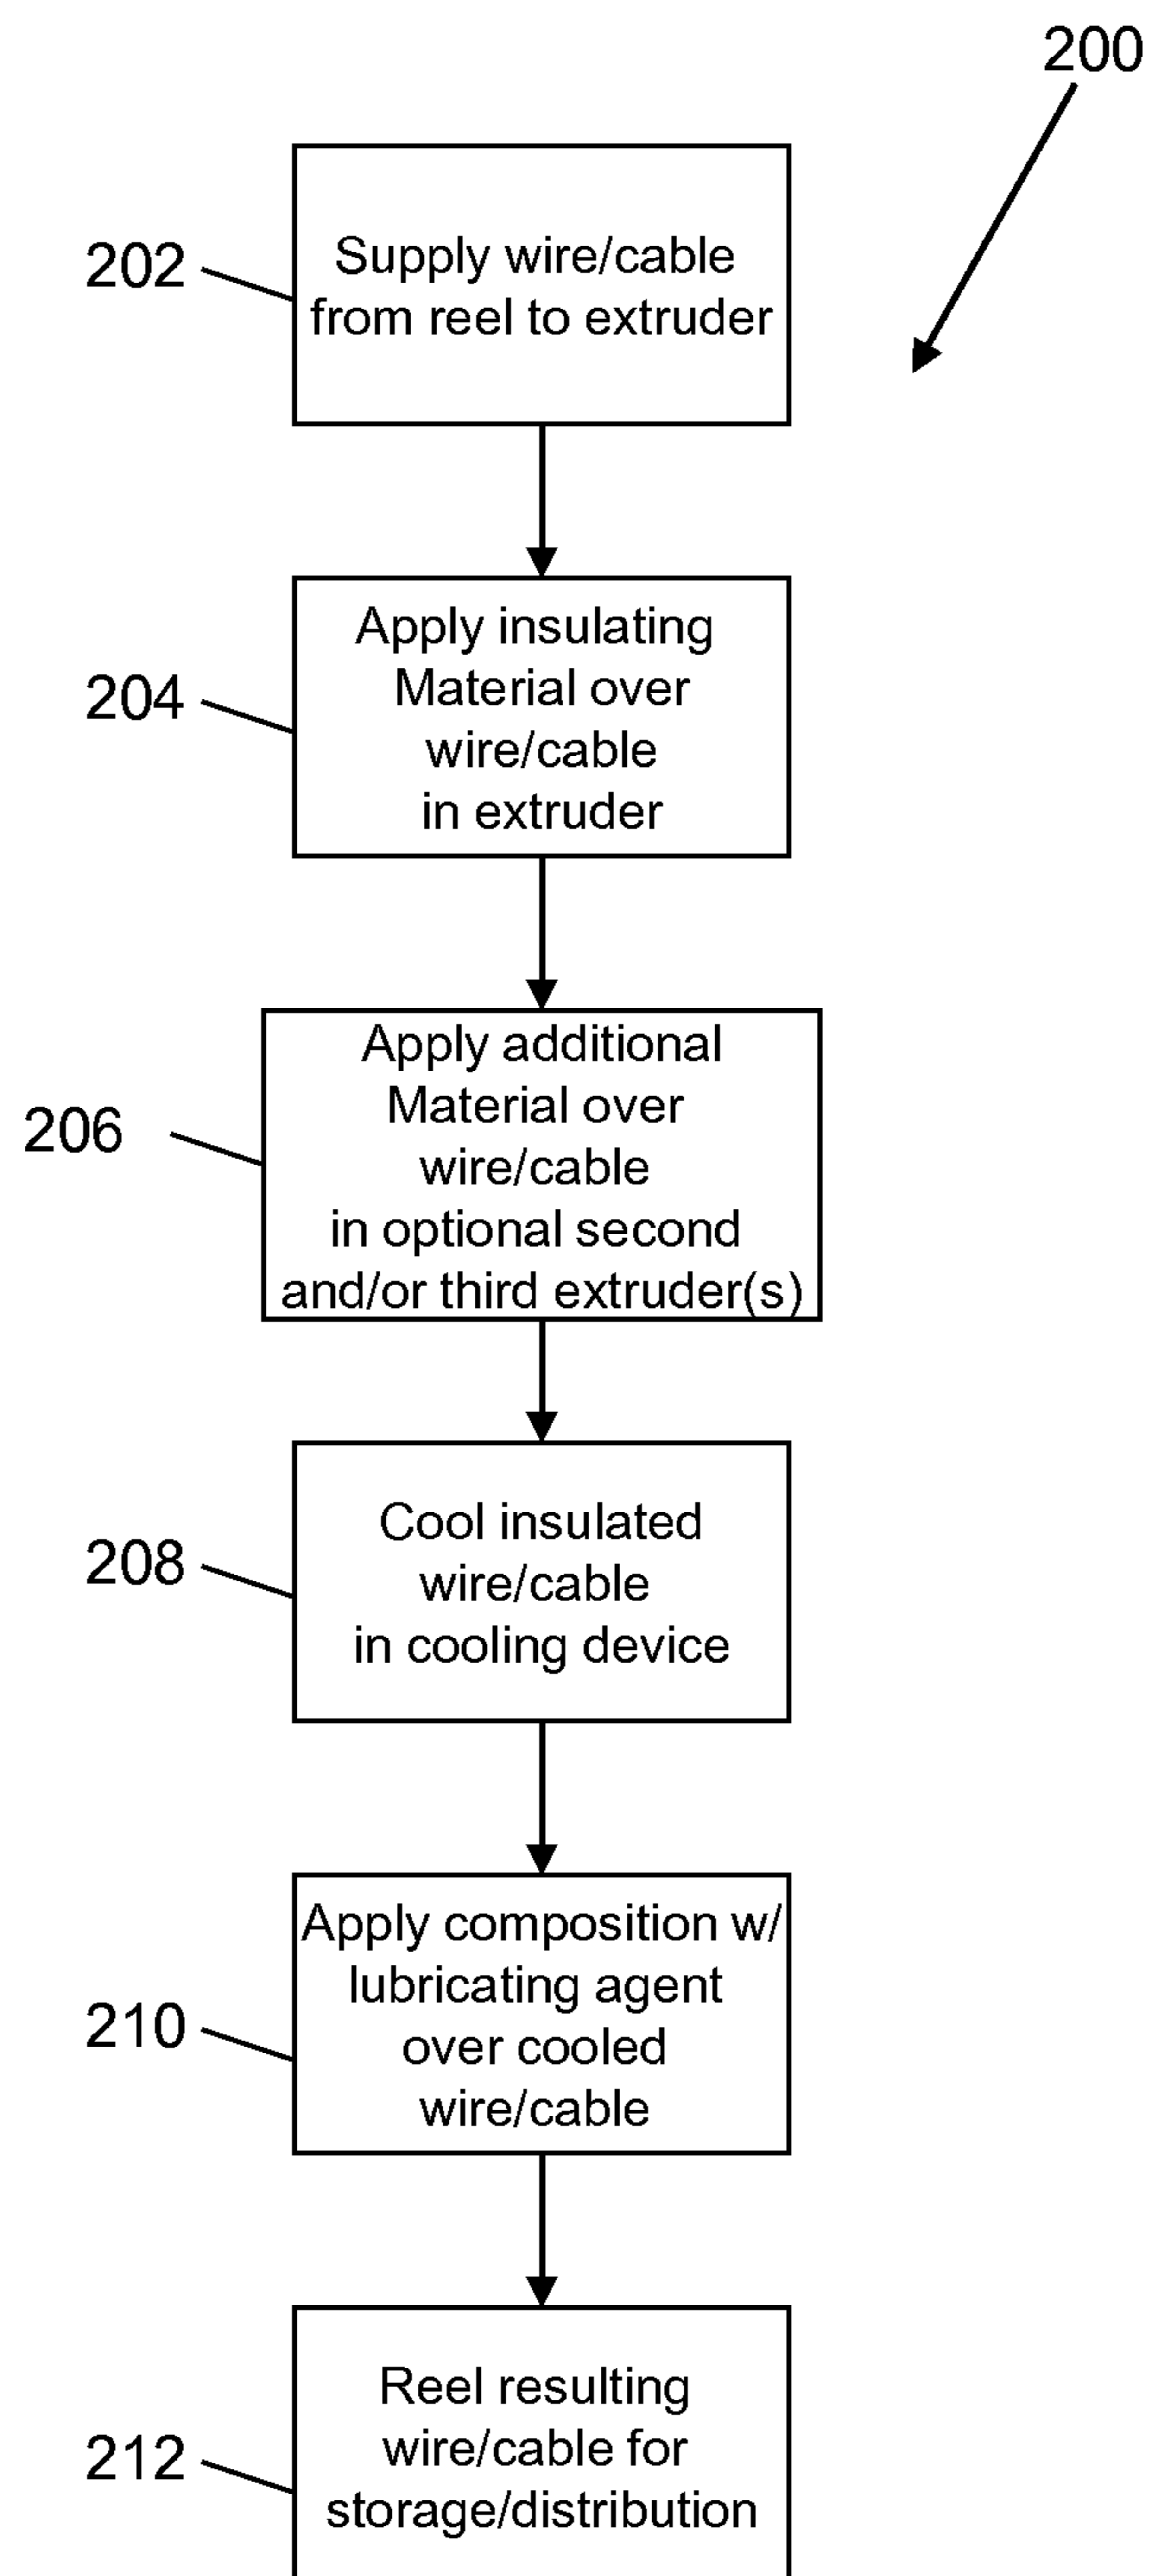 200
202
Supply wire/cable
from reel to extruder
204
Apply insulating
Material over
wire/cable
in extruder
206
Apply additional
Material over
wire/cable
in optional second
and/or third extruder(s)
208
Cool insulated
wire/cable
in cooling device
210
Apply composition w/
lubricating agent
over cooled
wire/cable
212
Reel resulting
wire/cable for
storage/distribution